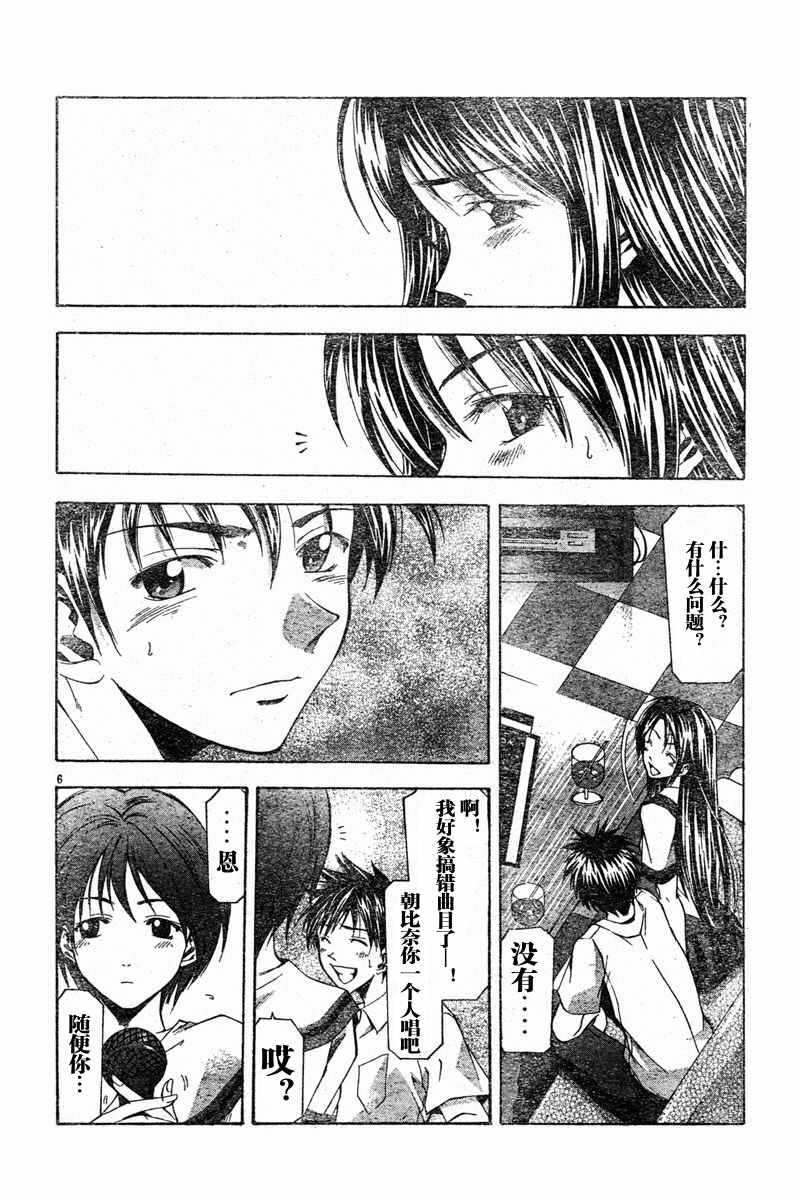 什…什么？
有什么问题？
没有‥‥
啊！
我好象搞错曲目了—！
朝比奈你一个人唱吧
哎？
‥‥恩
随便你…
6